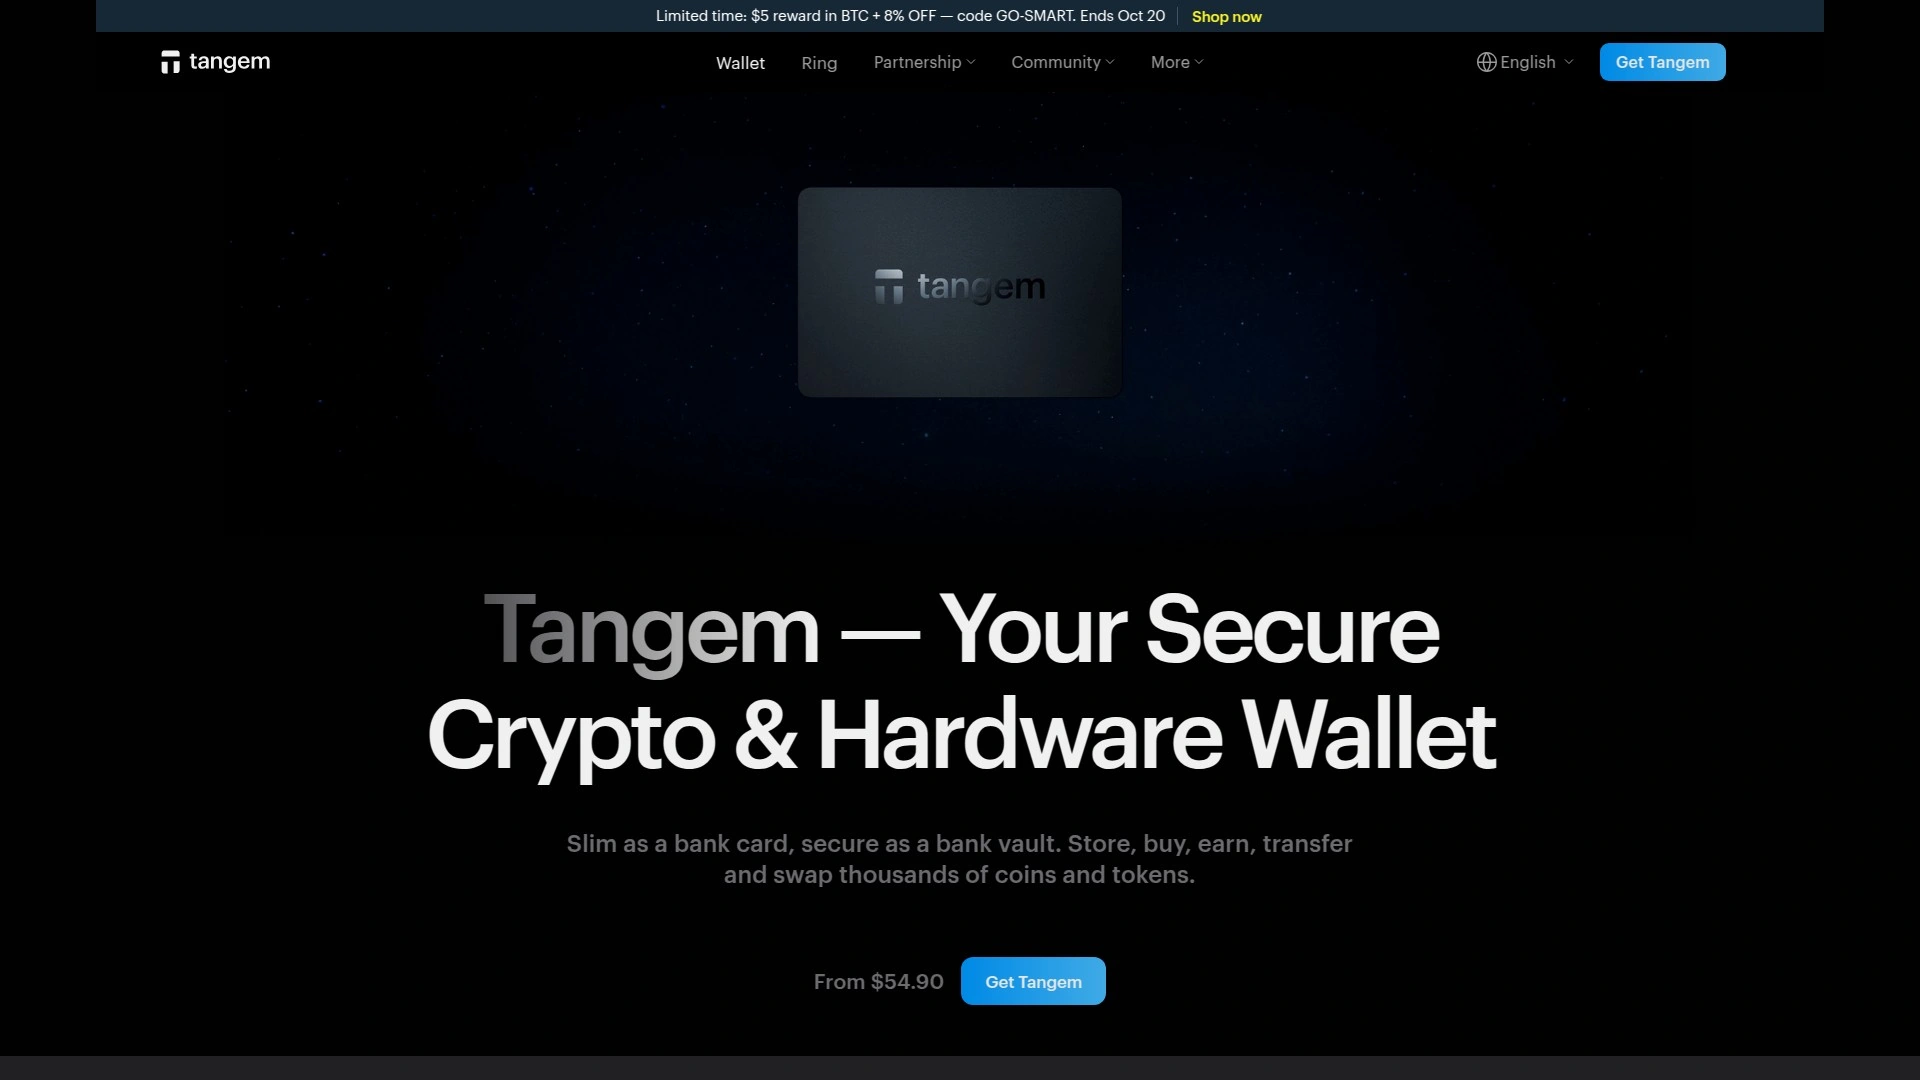 Limited time: $5 reward in BTC + 8% OFF — code GO-SMART. Ends Oct 20 Shop now
tangem Wallet Ring Partnership Community More English Get Tangem
tangem
Tangem — Your Secure
Crypto & Hardware Wallet
Slim as a bank card, secure as a bank vault. Store, buy, earn, transfer
and swap thousands of coins and tokens.
From $54.90 Get Tangem